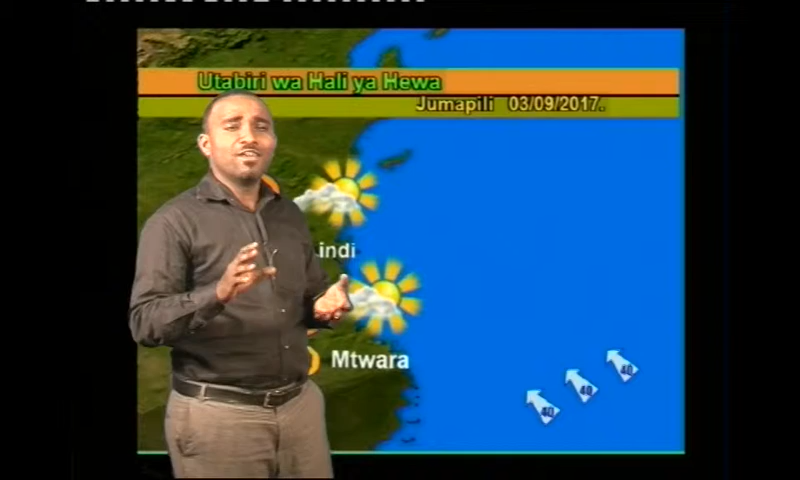 Utabiri wa Hali ya Hewa
Jumapili 03/09/2017.
indi
Mtwara
40 40 40